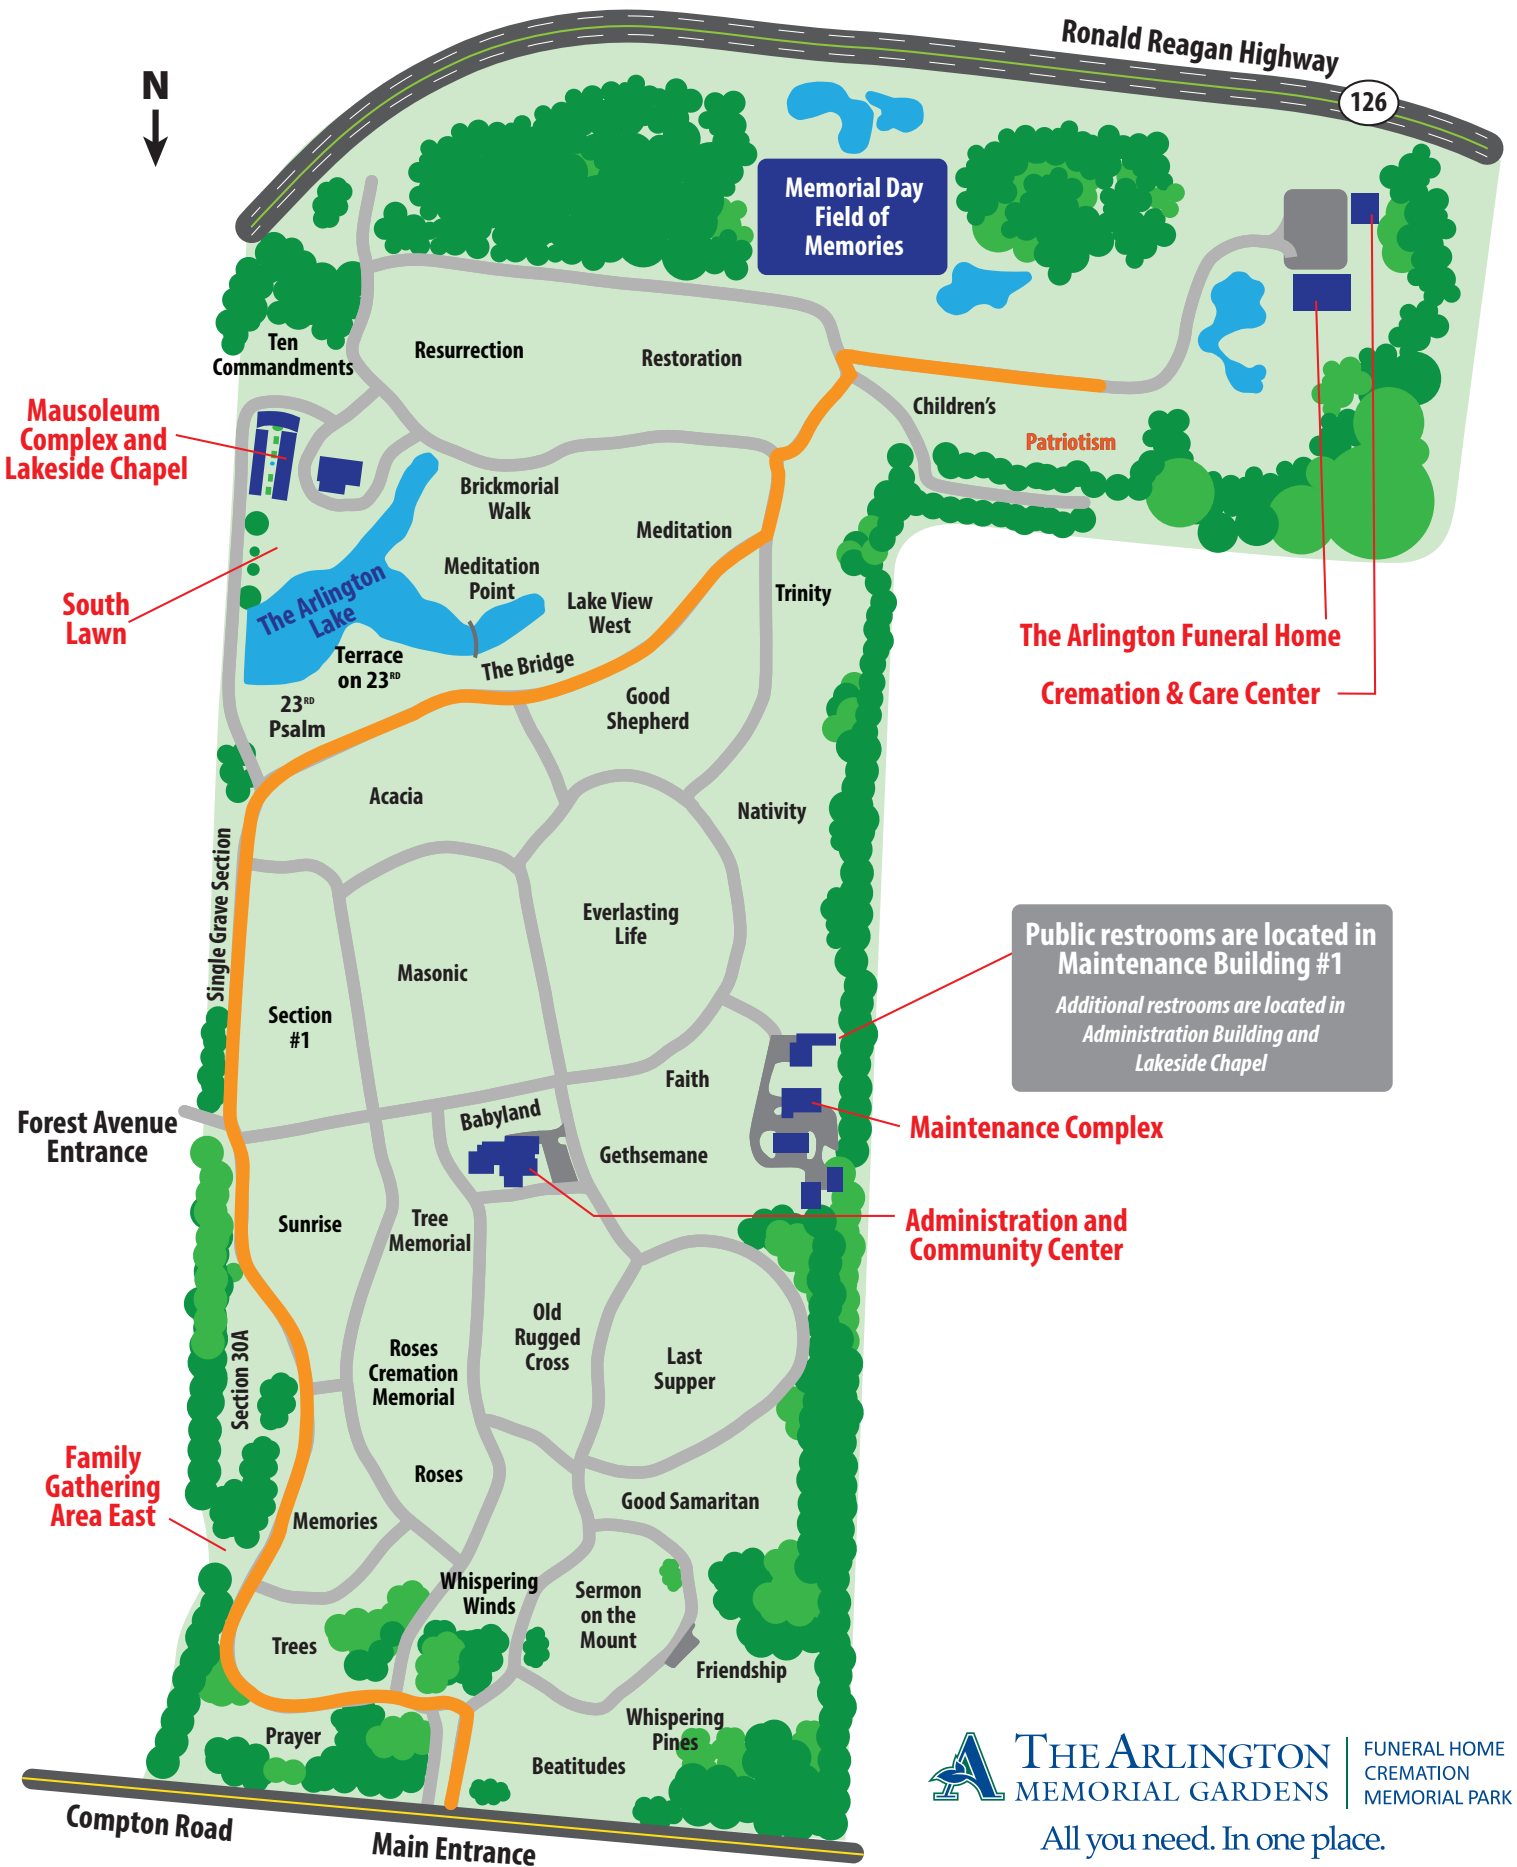 Ronald Reagan Highway
126
N
Memorial Day
Field of
Memories
Ten
Commandments
Resurrection
Restoration
Children's
Patriotism
Mausoleum
Complex and
Lakeside Chapel
Brickmorial
Walk
Meditation
Meditation
Point
Lake View
West
Trinity
South
Lawn
The Arlington
Lake
Terrace
on 23RD
The Bridge
23RD
Psalm
Good
Shepherd
The Arlington Funeral Home
Cremation & Care Center
Acacia
Nativity
Single Grave Section
Everlasting
Life
Masonic
Section
#1
Public restrooms are located in
Maintenance Building #1
Additional restrooms are located in
Administration Building and
Lakeside Chapel
Faith
Forest Avenue
Entrance
Babyland
Gethsemane
Maintenance Complex
Sunrise
Tree
Memorial
Administration and
Community Center
Old
Rugged
Cross
Section 30A
Roses
Cremation
Memorial
Last
Supper
Family
Gathering
Area East
Roses
Good Samaritan
Memories
Whispering
Winds
Sermon
on the
Mount
Trees
Friendship
Prayer
Whispering
Pines
Beatitudes
Compton Road
Main Entrance
A
THE ARLINGTON
MEMORIAL GARDENS
FUNERAL HOME
CREMATION
MEMORIAL PARK
All you need. In one place.